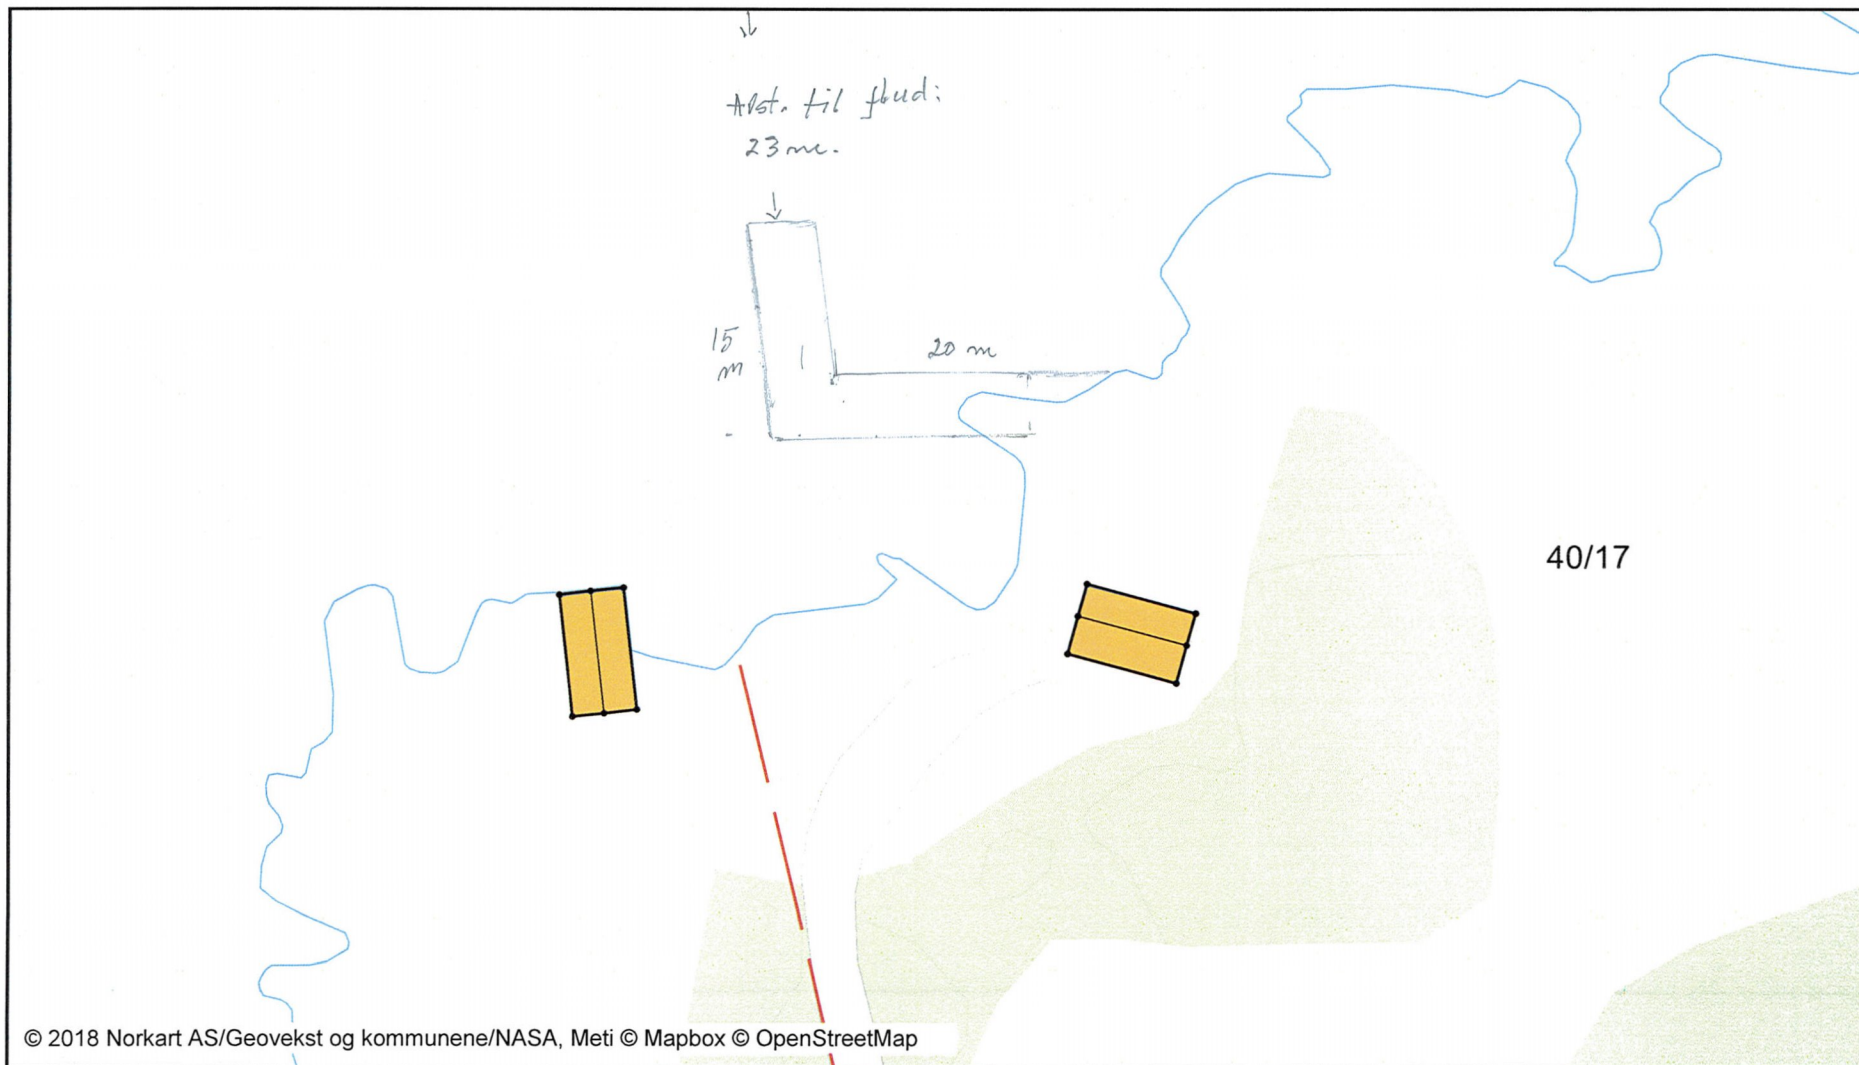 Avst. til flud:
23 m.
15
m
20 m
40/17
© 2018 Norkart AS/Geovekst og kommunene/NASA, Meti © Mapbox © OpenStreetMap